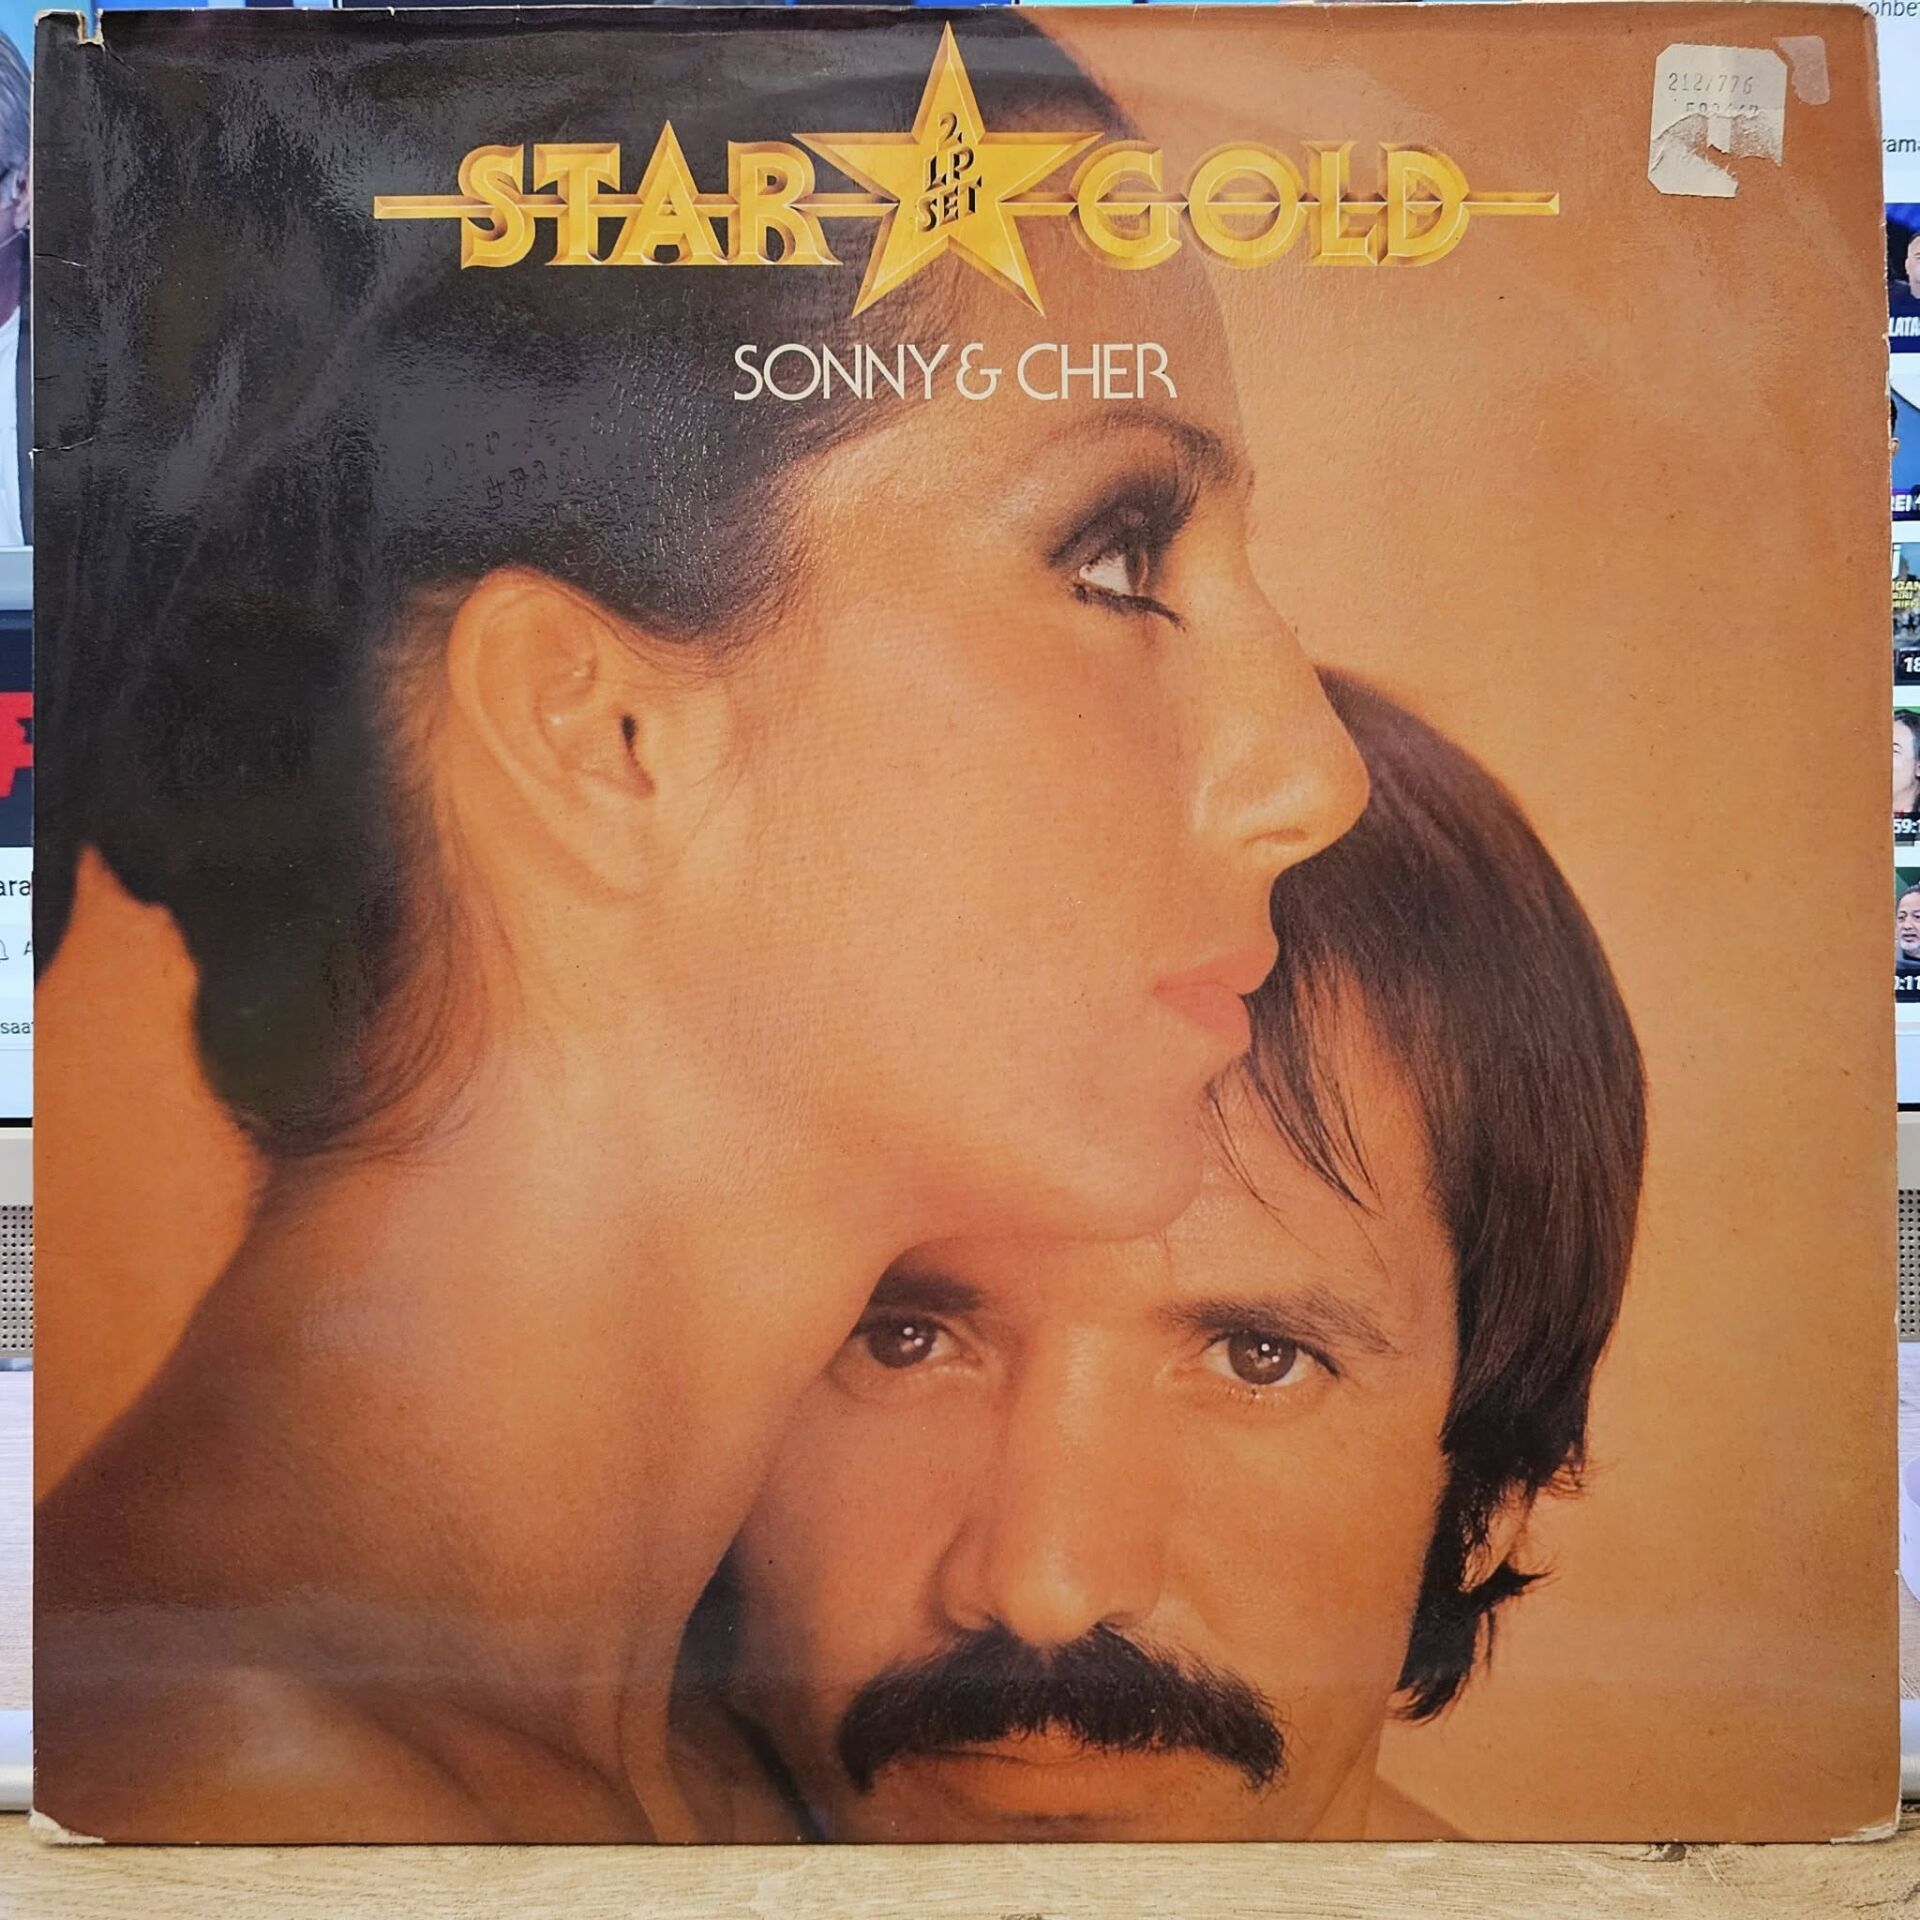 2
LP
SET
STAR GOLD
SONNY & CHER
212/776